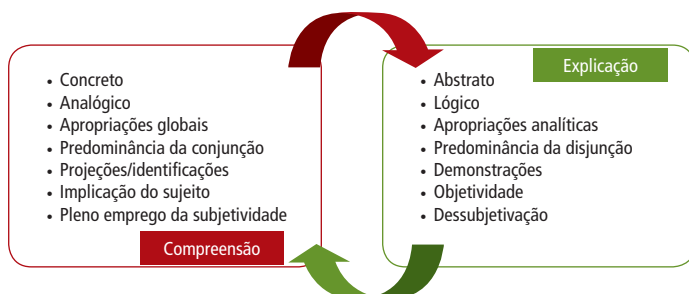 • Concreto
• Analógico
• Apropriações globais
• Predominância da conjunção
• Projeções/identificações
• Implicação do sujeito
• Pleno emprego da subjetividade
Compreensão
Explicação
• Abstrato
• Lógico
• Apropriações analíticas
• Predominância da disjunção
• Demonstrações
• Objetividade
• Dessubjetivação